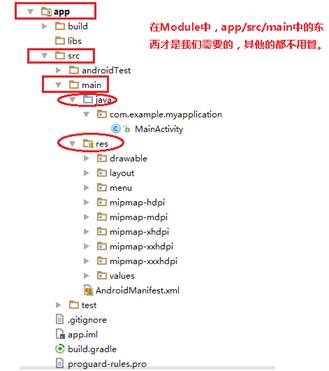 app
在Module中，app/src/main中的东
西才是我们需要的，其他的都不用管。
build
libs
src
androidTest
main
java
com.example.myapplication
MainActivity
res
drawable
layout
menu
mipmap-hdpi
mipmap-mdpi
mipmap-xhdpi
mipmap-xxhdpi
mipmap-xxxhdpi
values
AndroidManifest.xml
test
.gitignore
app.iml
build.gradle
proguard-rules.pro